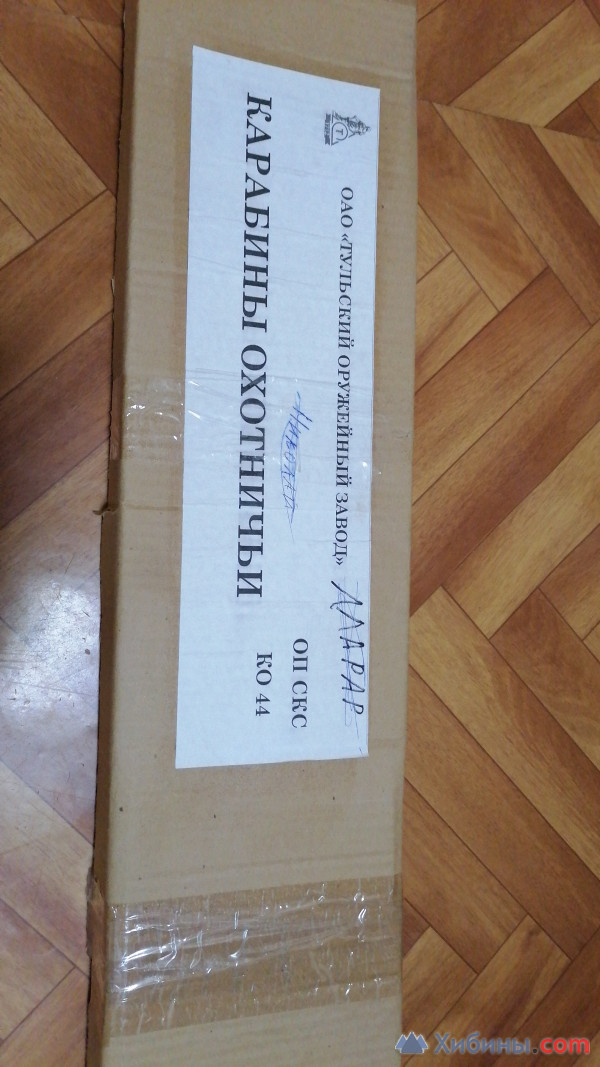 ОАО «ТУЛЬСКИЙ ОРУЖЕЙНЫЙ ЗАВОД»
КАРАБИНЫ ОХОТНИЧЬИ
ОП СКС
КО 44
Т
Хибины.com